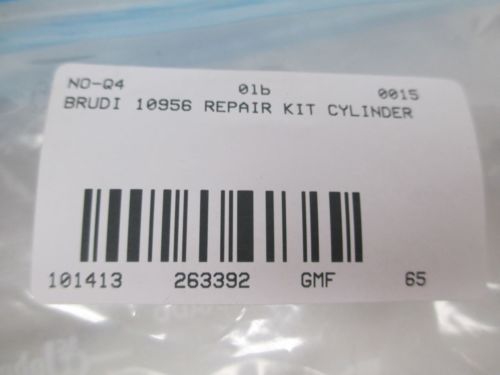 NO-Q4 01b 0015
BRUDI 10956 REPAIR KIT CYLINDER
101413 263392 GMF 65